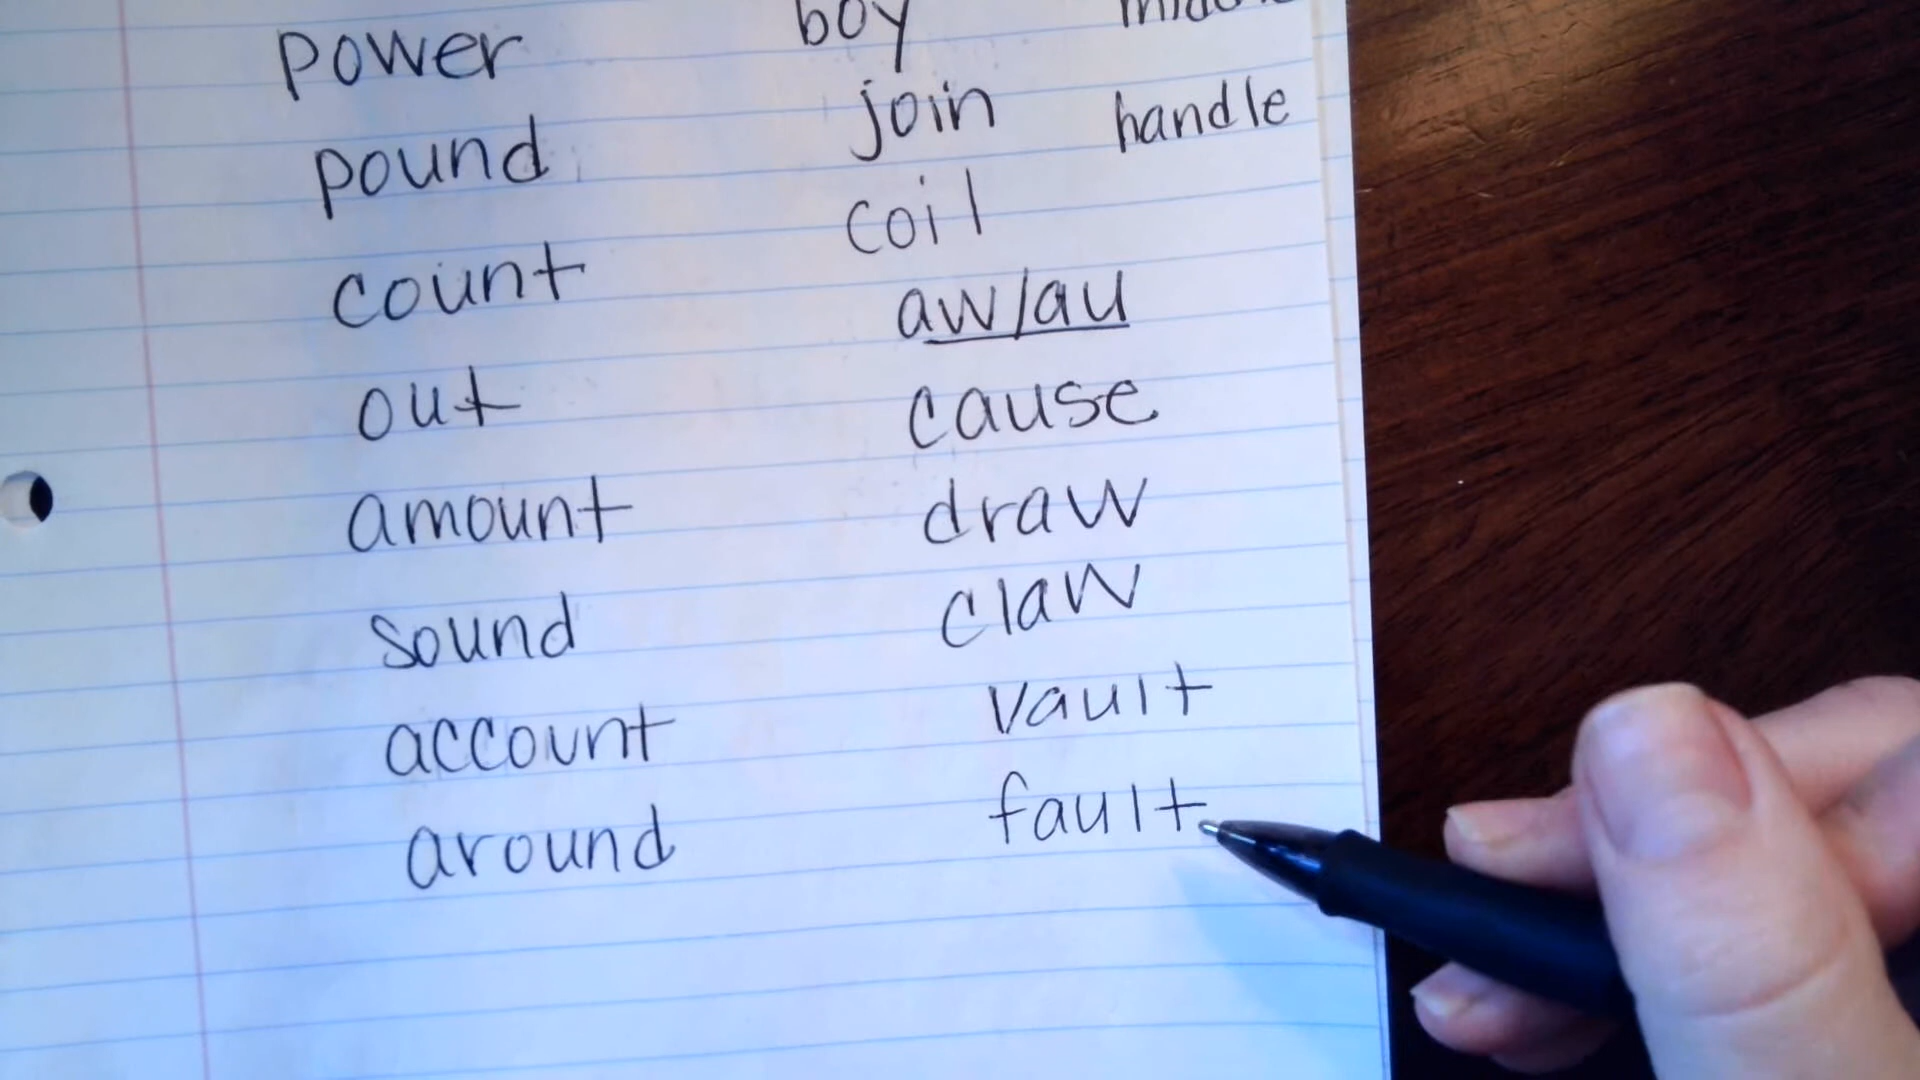 power
pound
count
out
amount
sound
account
around
boy
join
coil
aw/au
cause
draw
claw
vault
fault
handle